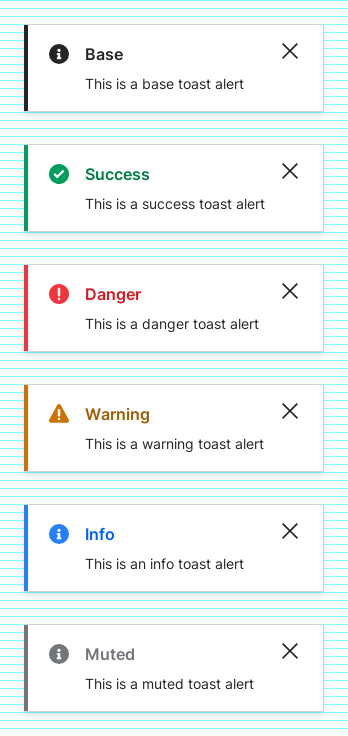 Base
This is a base toast alert
Success
This is a success toast alert
Danger
This is a danger toast alert
Warning
This is a warning toast alert
Info
This is an info toast alert
Muted
This is a muted toast alert